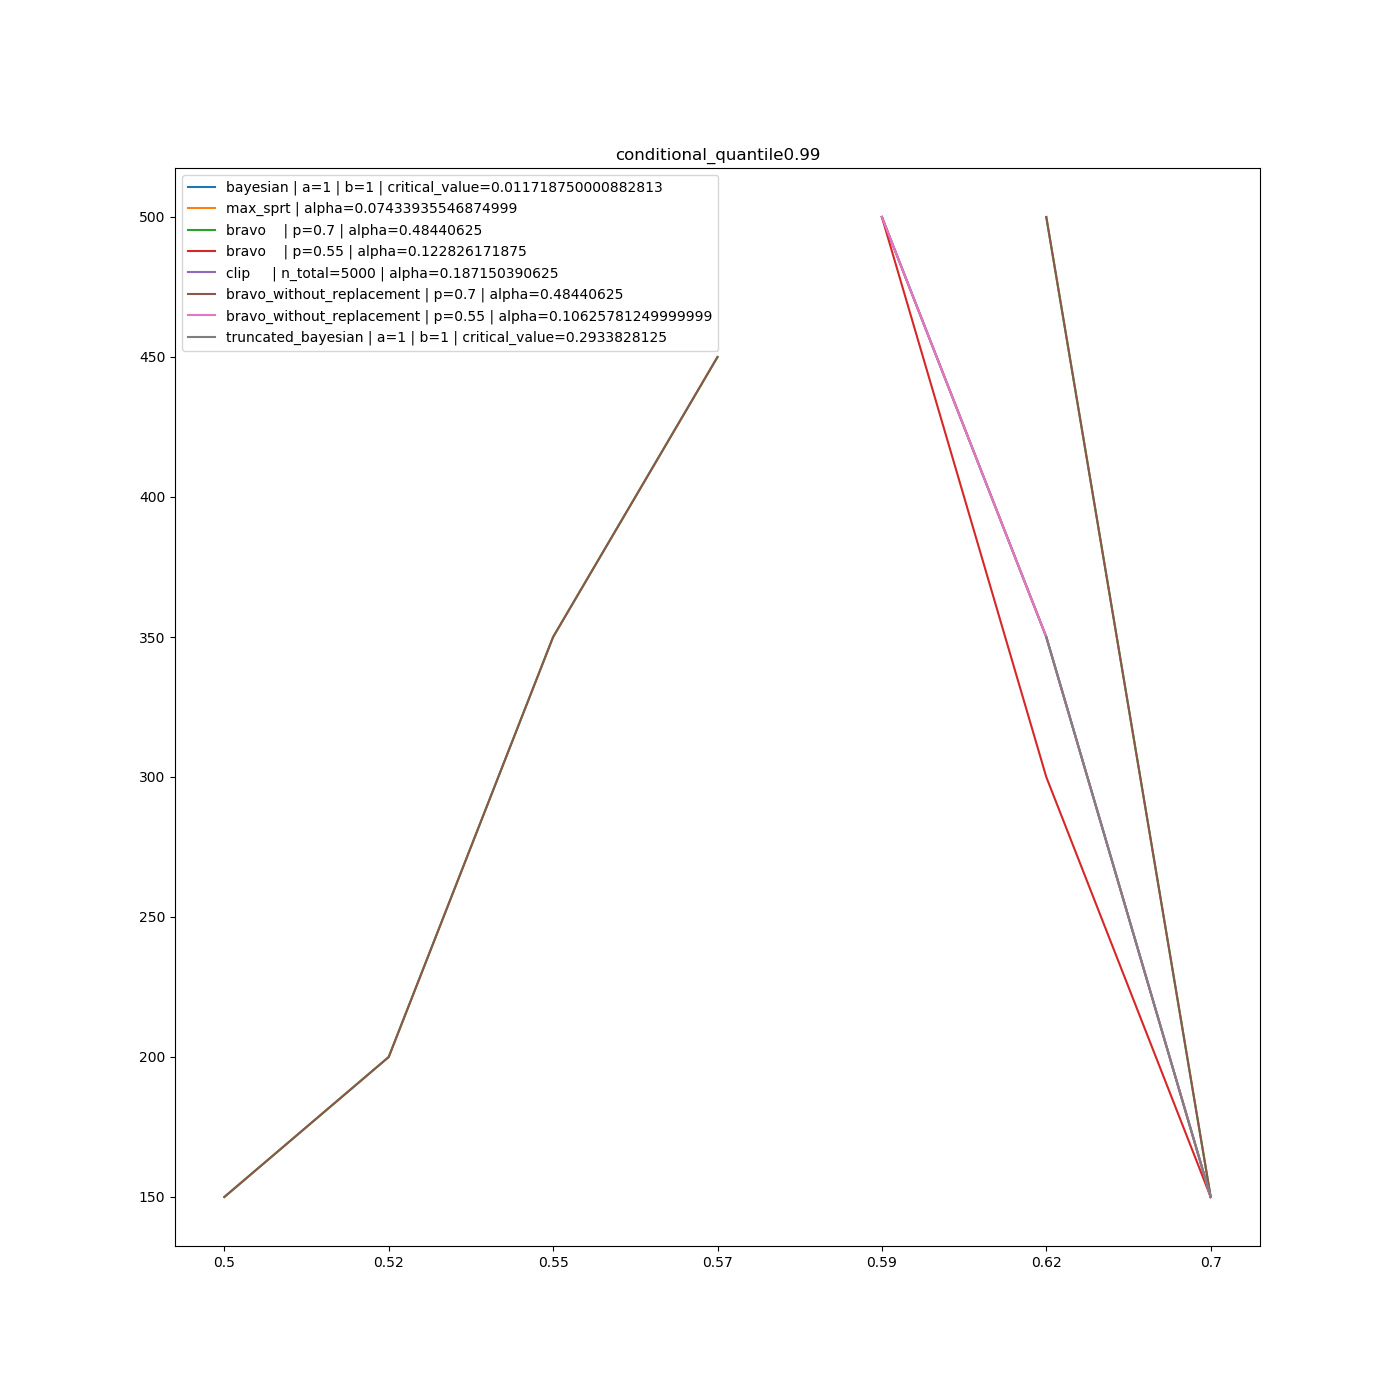 conditional_quantile0.99
bayesian | a=1 | b=1 | critical_value=0.011718750000882813
max_sprt | alpha=0.07433935546874999
bravo    | p=0.7 | alpha=0.48440625
bravo    | p=0.55 | alpha=0.122826171875
clip     | n_total=5000 | alpha=0.187150390625
bravo_without_replacement | p=0.7 | alpha=0.48440625
bravo_without_replacement | p=0.55 | alpha=0.10625781249999999
truncated_bayesian | a=1 | b=1 | critical_value=0.2933828125
500
450
400
350
300
250
200
150
0.5 0.52 0.55 0.57 0.59 0.62 0.7